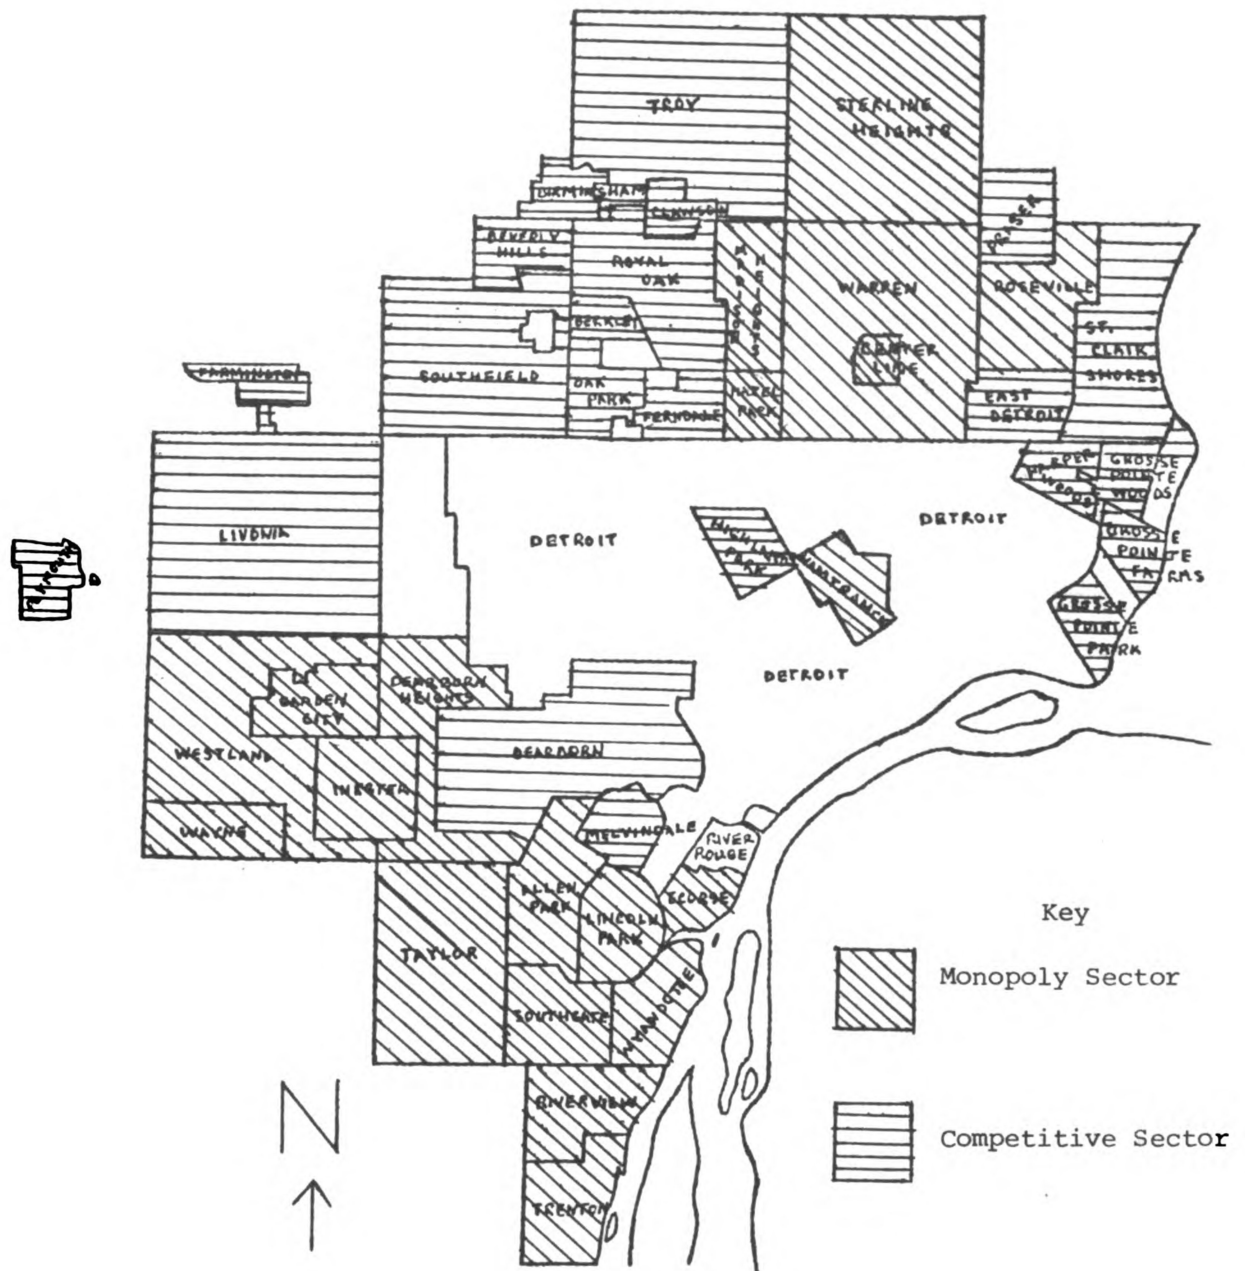 TROY
STERLING
HEIGHTS
BIRMINGHAM
CLAWSON
FRASER
BEVERLY
HILLS
ROYAL
OAK
MADISON
HEIGHTS
WARREN
ROSEVILLE
BERKLEY
ST.
CLAIR
SHORES
CENTER
LINE
FARMINGTON
SOUTHFIELD
OAK
PARK
FERNDALE
HAZEL
PARK
EAST
DETROIT
HARPER
WOODS
GROSSE
POINTE
WOODS
LIVONIA
DETROIT
HIGHLAND
PARK
HAMTRAMCK
DETROIT
GROSSE
POINTE
FARMS
GROSSE
POINTE
PARK
DETROIT
GARDEN
CITY
DEARBORN
HEIGHTS
WESTLAND
DEARBORN
INKSTER
WAYNE
MELVINDALE
RIVER
ROUGE
ALLEN
PARK
LINCOLN
PARK
ECORSE
TAYLOR
SOUTHGATE
WYANDOTTE
RIVERVIEW
TRENTON
N
Key
Monopoly Sector
Competitive Sector